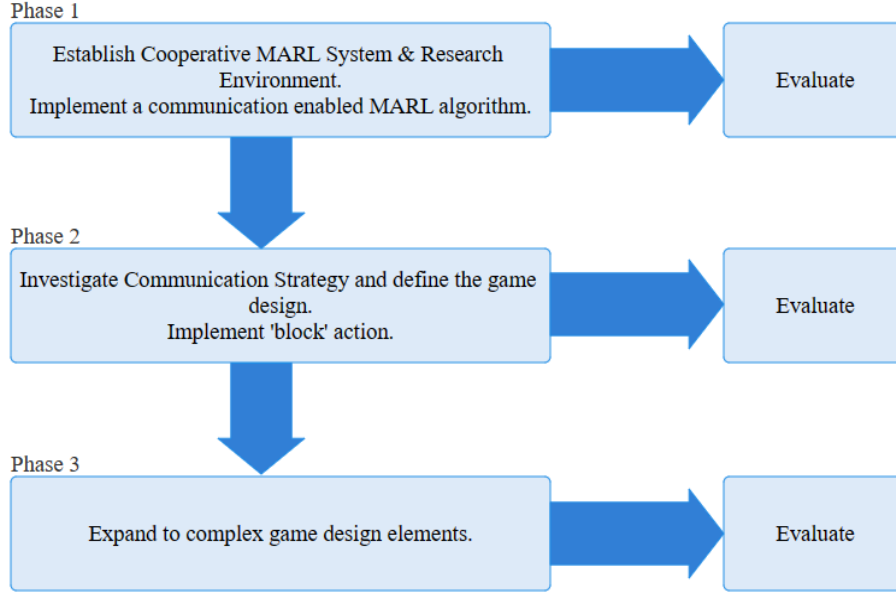 Phase 1
Establish Cooperative MARL System & Research
Environment.
Implement a communication enabled MARL algorithm.
Evaluate
Phase 2
Investigate Communication Strategy and define the game
design.
Implement 'block' action.
Evaluate
Phase 3
Expand to complex game design elements.
Evaluate